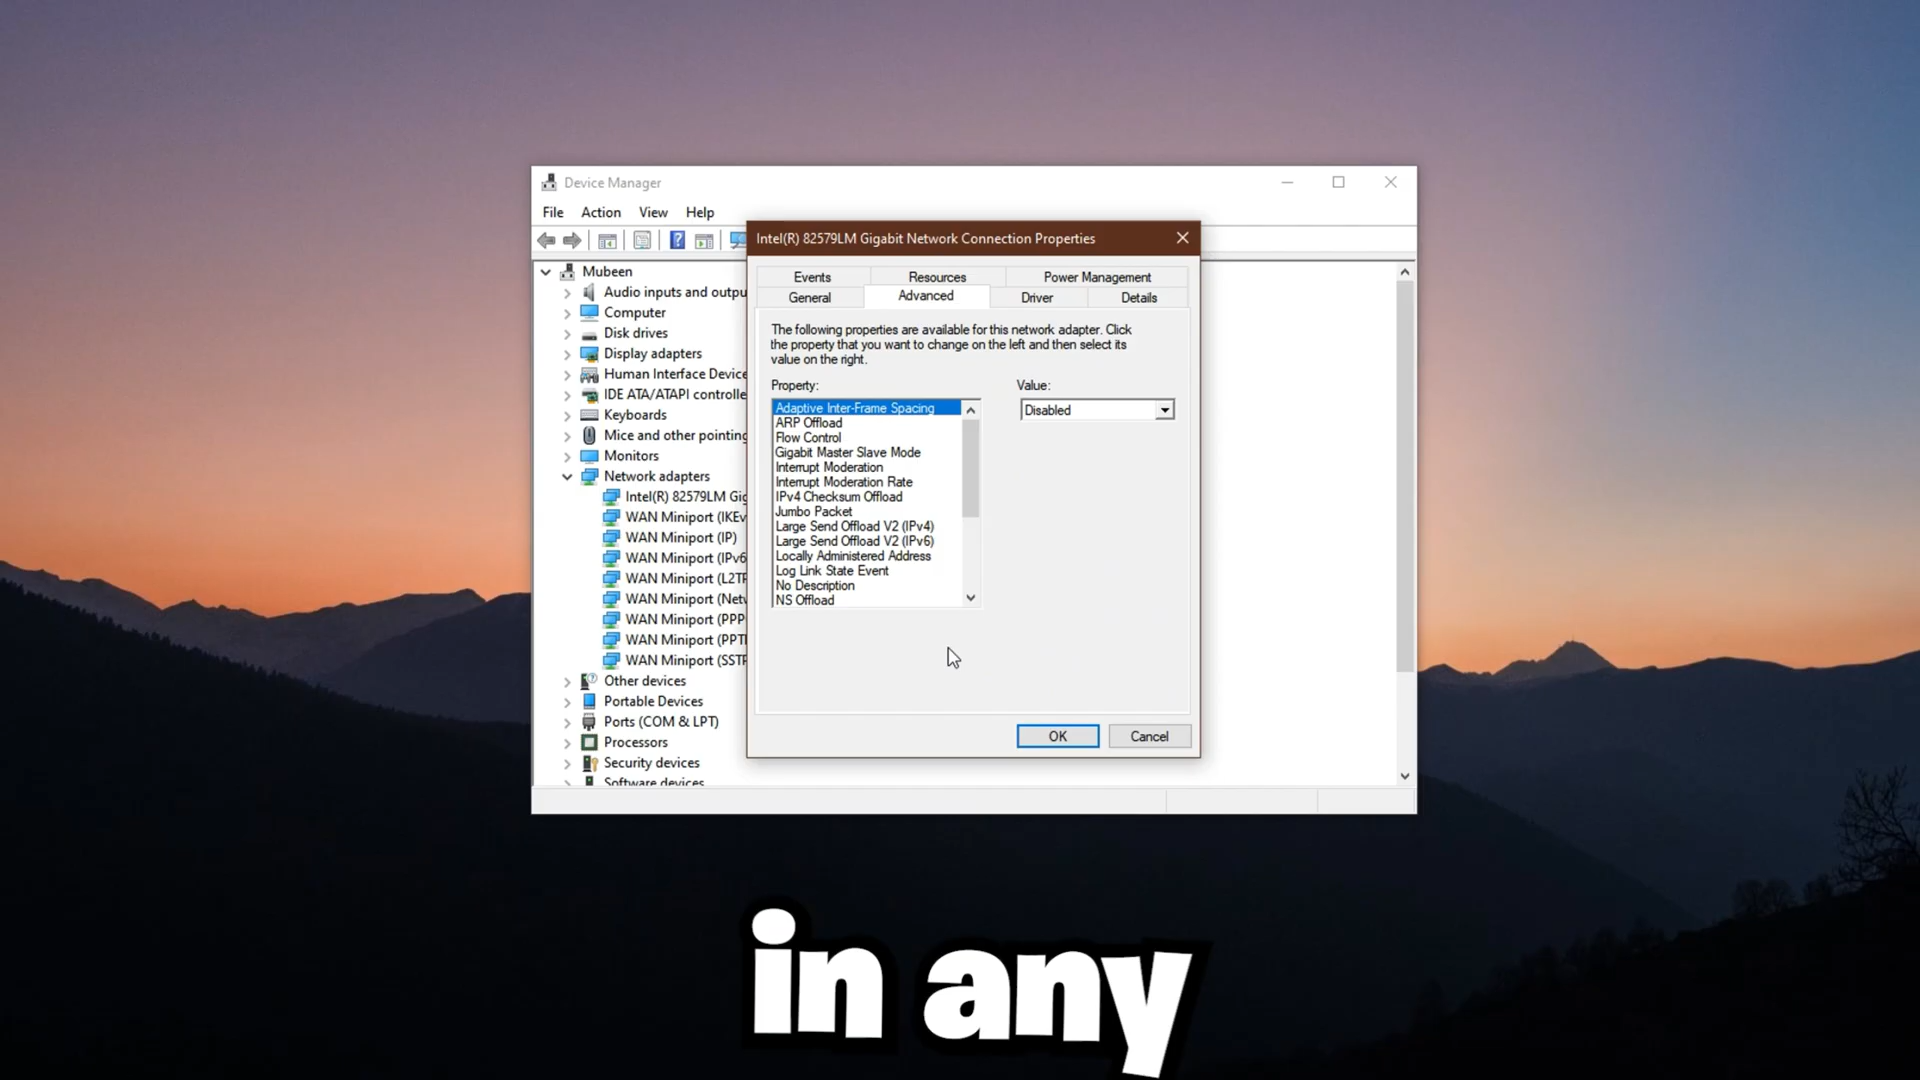 Device Manager
File Action View Help
Mubeen
Audio inputs and outpu
Computer
Disk drives
Display adapters
Human Interface Device
IDE ATA/ATAPI controlle
Keyboards
Mice and other pointing
Monitors
Network adapters
Intel(R) 82579LM Gig
WAN Miniport (IKEv
WAN Miniport (IP)
WAN Miniport (IPv6
WAN Miniport (L2TP
WAN Miniport (Netw
WAN Miniport (PPP
WAN Miniport (PPTP
WAN Miniport (SSTP
Other devices
Portable Devices
Ports (COM & LPT)
Processors
Security devices
Software devices
Intel(R) 82579LM Gigabit Network Connection Properties
Events Resources Power Management
General Advanced Driver Details
The following properties are available for this network adapter. Click
the property that you want to change on the left and then select its
value on the right.
Property: Value:
Adaptive Inter-Frame Spacing
Disabled
ARP Offload
Flow Control
Gigabit Master Slave Mode
Interrupt Moderation
Interrupt Moderation Rate
IPv4 Checksum Offload
Jumbo Packet
Large Send Offload V2 (IPv4)
Large Send Offload V2 (IPv6)
Locally Administered Address
Log Link State Event
No Description
NS Offload
OK Cancel
in any